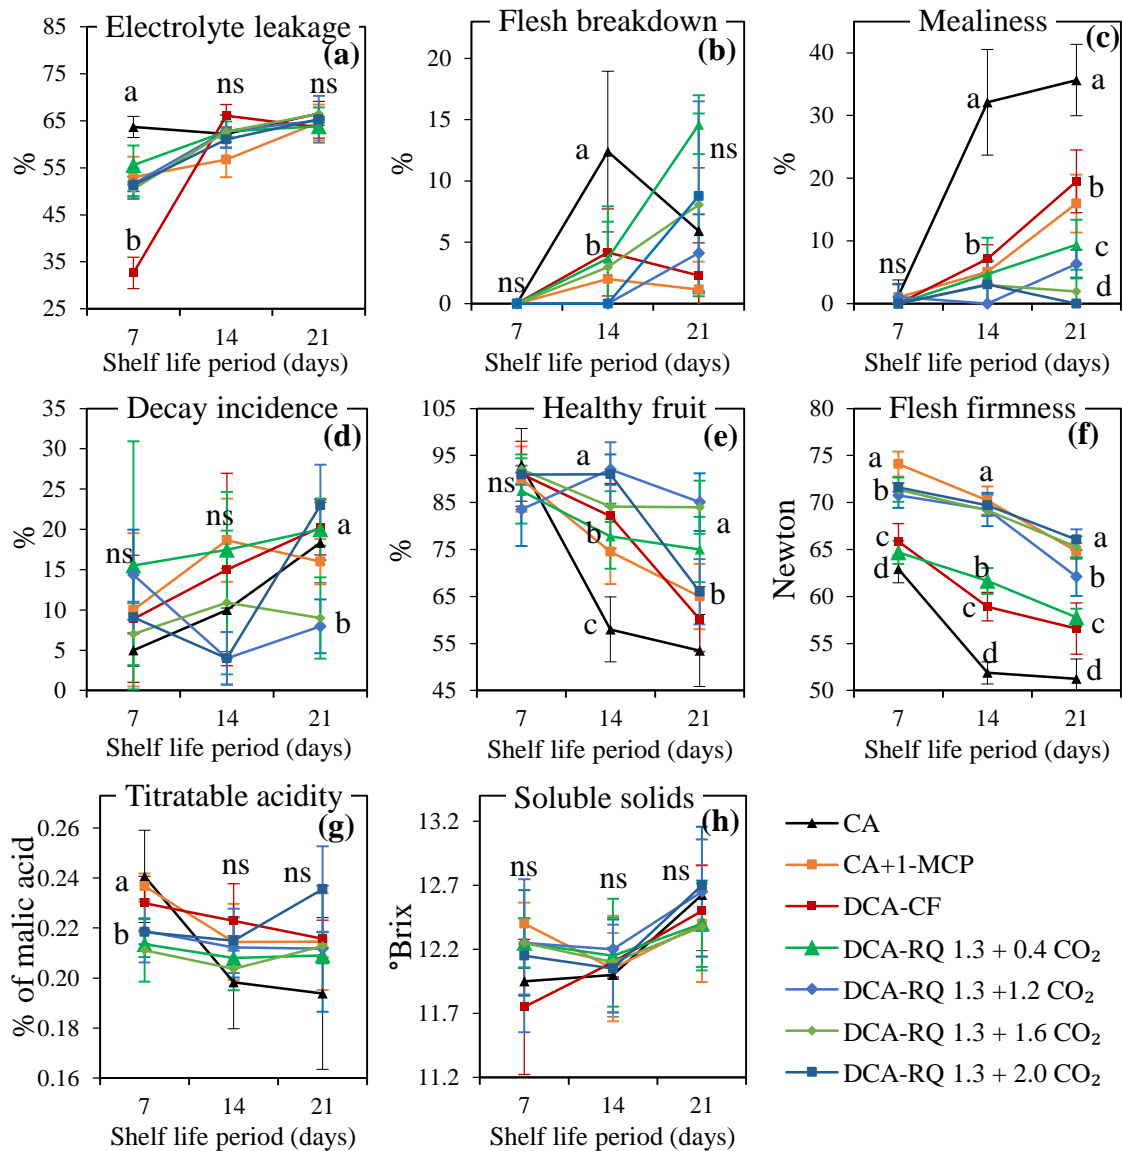 Electrolyte leakage
(a)
85
75
65
55
45
35
25
%
a
b
ns
ns
7
14
21
Shelf life period (days)
Flesh breakdown
(b)
20
15
10
5
0
%
ns
a
b
ns
7
14
21
Shelf life period (days)
Mealiness
(c)
40
30
20
10
0
%
ns
a
b
a
b
c
d
7
14
21
Shelf life period (days)
Decay incidence
(d)
35
30
25
20
15
10
5
0
%
ns
ns
a
b
7
14
21
Shelf life period (days)
Healthy fruit
(e)
105
95
85
75
65
55
45
%
ns
a
b
c
a
b
7
14
21
Shelf life period (days)
Flesh firmness
(f)
80
75
70
65
60
55
50
Newton
a
b
c
d
a
b
c
d
a
b
c
d
7
14
21
Shelf life period (days)
Titratable acidity
(g)
0.26
0.24
0.22
0.20
0.18
0.16
% of malic acid
a
b
ns
ns
7
14
21
Shelf life period (days)
Soluble solids
(h)
13.2
12.7
12.2
11.7
11.2
°Brix
ns
ns
ns
7
14
21
Shelf life period (days)
CA
CA+1-MCP
DCA-CF
DCA-RQ 1.3 + 0.4 CO₂
DCA-RQ 1.3 +1.2 CO₂
DCA-RQ 1.3 + 1.6 CO₂
DCA-RQ 1.3 + 2.0 CO₂